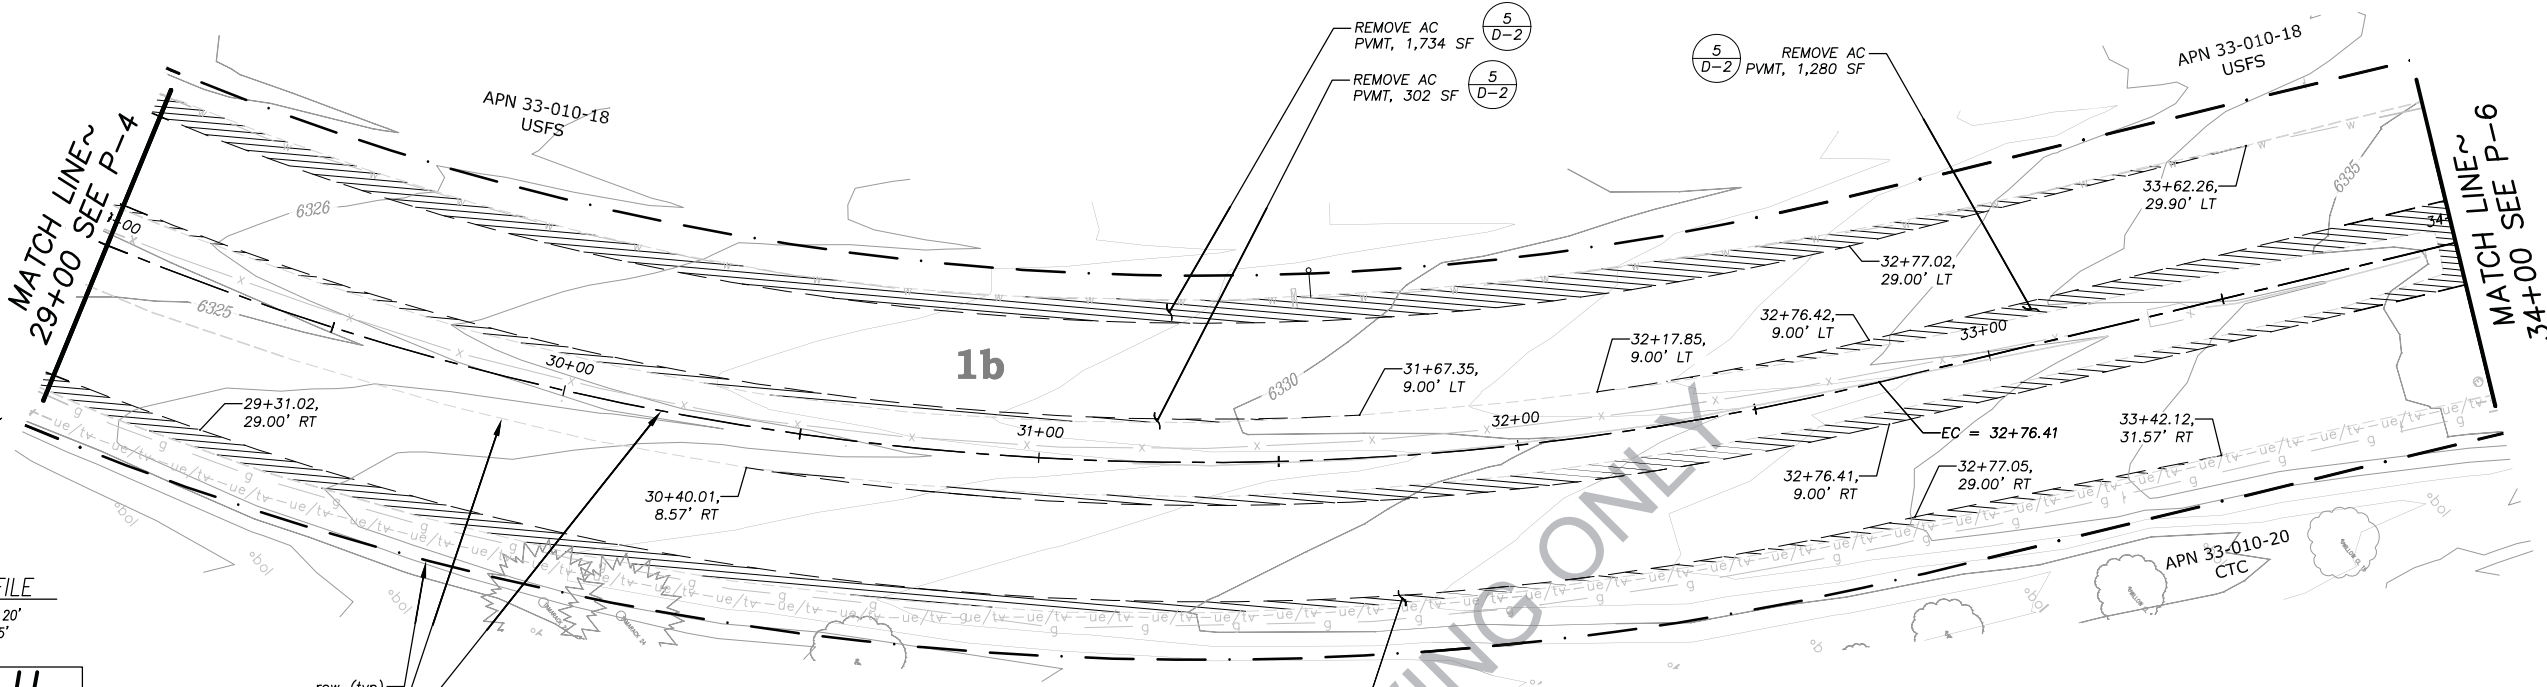 REMOVE AC
PVMT, 1,734 SF
5
D-2
REMOVE AC
PVMT, 302 SF
5
D-2
5
D-2
REMOVE AC
PVMT, 1,280 SF
APN 33-010-18
USFS
APN 33-010-18
USFS
MATCH LINE~
29+00 SEE P-4
MATCH LINE~
34+00 SEE P-6
6326
6325
6330
6335
33+62.26,
29.90' LT
32+77.02,
29.00' LT
32+76.42,
9.00' LT
32+17.85,
9.00' LT
31+67.35,
9.00' LT
1b
30+00
31+00
32+00
33+00
29+31.02,
29.00' RT
30+40.01,
8.57' RT
EC = 32+76.41
33+42.12,
31.57' RT
32+76.41,
9.00' RT
32+77.05,
29.00' RT
APN 33-010-20
CTC
20'
row (typ)
ING ONLY